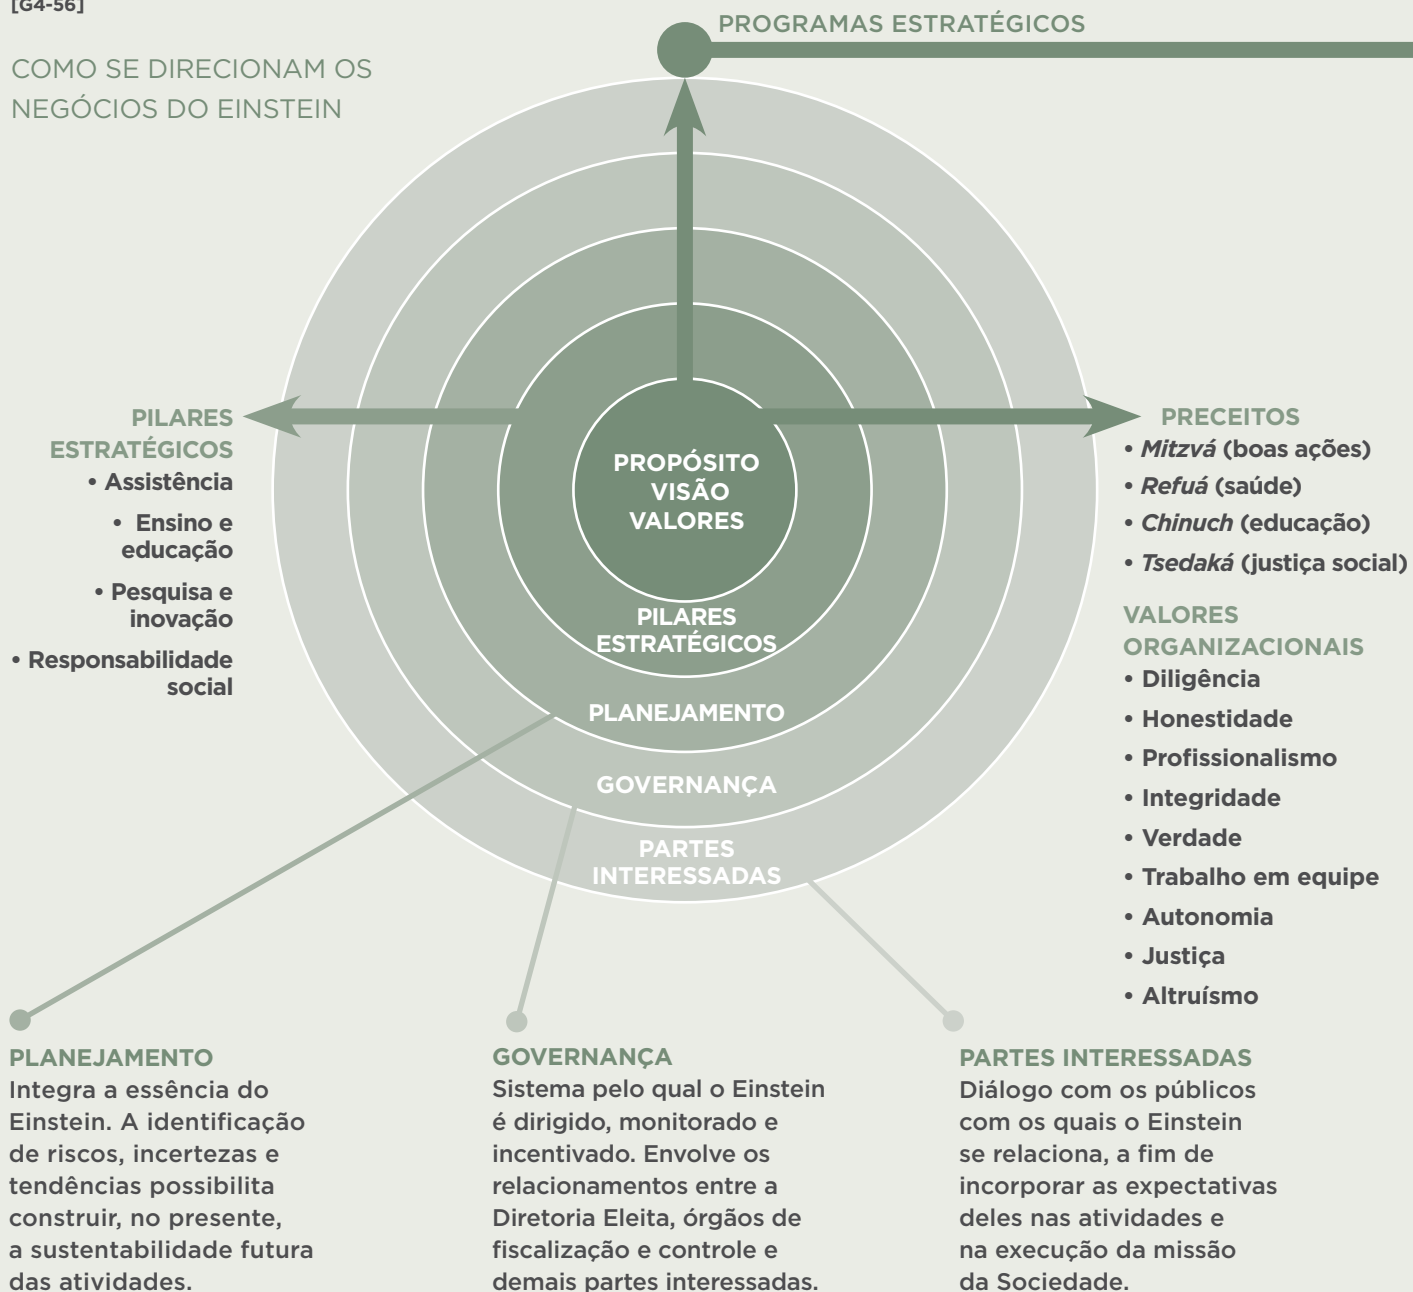 [G4-56]
COMO SE DIRECIONAM OS
NEGÓCIOS DO EINSTEIN
PROGRAMAS ESTRATÉGICOS
PILARES
ESTRATÉGICOS
• Assistência
• Ensino e
educação
• Pesquisa e
inovação
• Responsabilidade
social
PROPÓSITO
VISÃO
VALORES
PILARES
ESTRATÉGICOS
PLANEJAMENTO
GOVERNANÇA
PARTES
INTERESSADAS
PRECEITOS
• Mitzvá (boas ações)
• Refuá (saúde)
• Chinuch (educação)
• Tsedaká (justiça social)
VALORES
ORGANIZACIONAIS
• Diligência
• Honestidade
• Profissionalismo
• Integridade
• Verdade
• Trabalho em equipe
• Autonomia
• Justiça
• Altruísmo
PLANEJAMENTO
Integra a essência do
Einstein. A identificação
de riscos, incertezas e
tendências possibilita
construir, no presente,
a sustentabilidade futura
das atividades.
GOVERNANÇA
Sistema pelo qual o Einstein
é dirigido, monitorado e
incentivado. Envolve os
relacionamentos entre a
Diretoria Eleita, órgãos de
fiscalização e controle e
demais partes interessadas.
PARTES INTERESSADAS
Diálogo com os públicos
com os quais o Einstein
se relaciona, a fim de
incorporar as expectativas
deles nas atividades e
na execução da missão
da Sociedade.